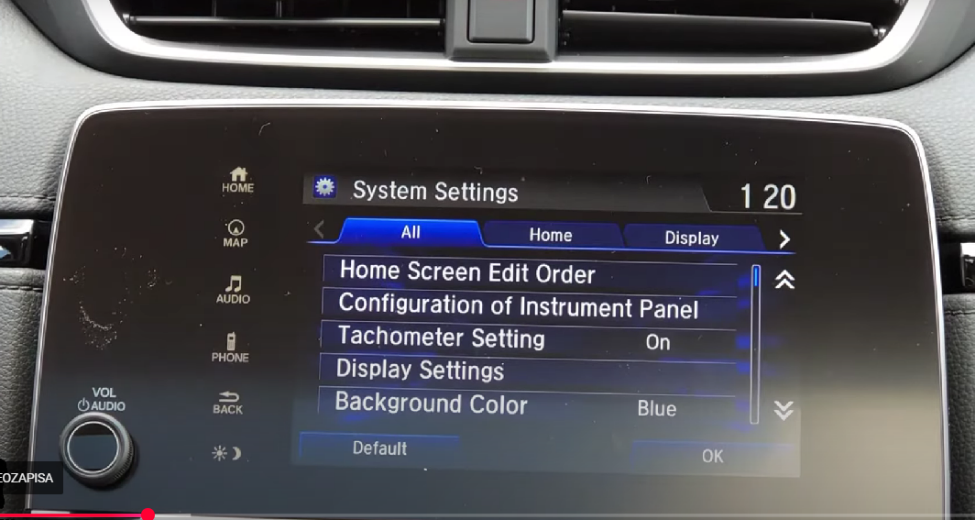 HOME
MAP
AUDIO
PHONE
BACK
VOL
AUDIO
System Settings
1 20
All
Home
Display
Home Screen Edit Order
Configuration of Instrument Panel
Tachometer Setting On
Display Settings
Background Color Blue
Default
OK
EOZAPISA